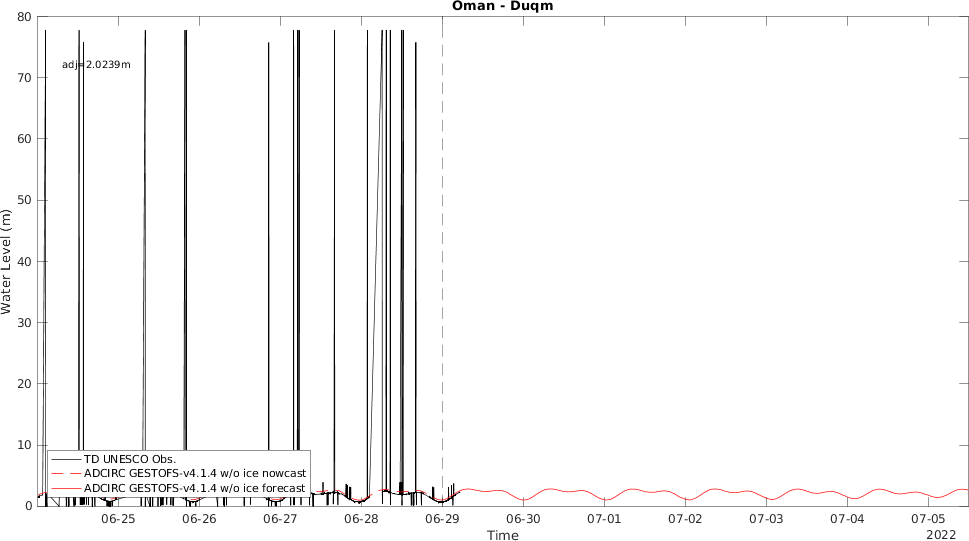 Oman - Duqm
80
adj=2.0239m
70
60
50
40
30
20
10
0
Water Level (m)
TD UNESCO Obs.
ADCIRC GESTOFS-v4.1.4 w/o ice nowcast
ADCIRC GESTOFS-v4.1.4 w/o ice forecast
06-25 06-26 06-27 06-28 06-29 06-30 07-01 07-02 07-03 07-04 07-05
Time 2022